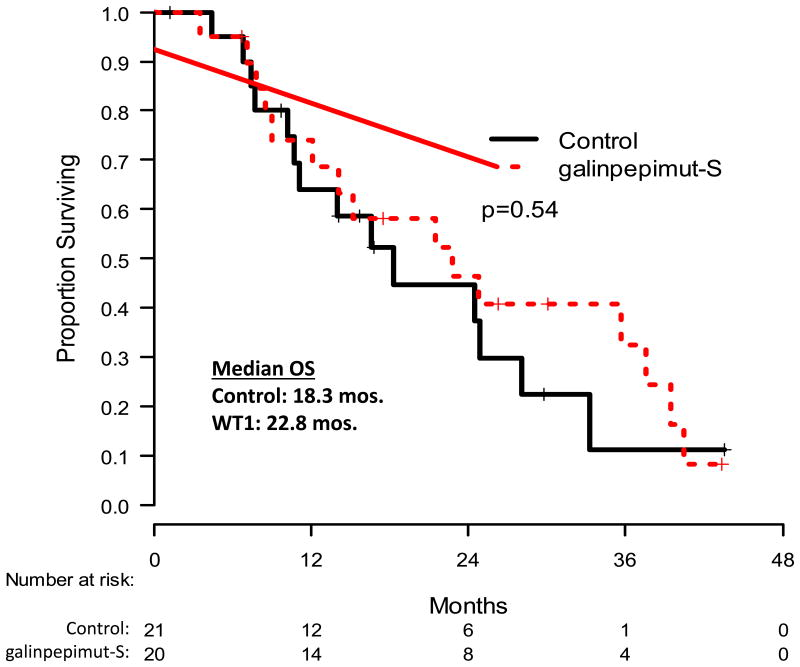 1.0
0.9
0.8
0.7
0.6
0.5
0.4
0.3
0.2
0.1
0.0
Proportion Surviving
Control
galinpepimut-S
p=0.54
Median OS
Control: 18.3 mos.
WT1: 22.8 mos.
0 12 24 36 48
Number at risk:
Months
Control: 21 12 6 1 0
galinpepimut-S: 20 14 8 4 0